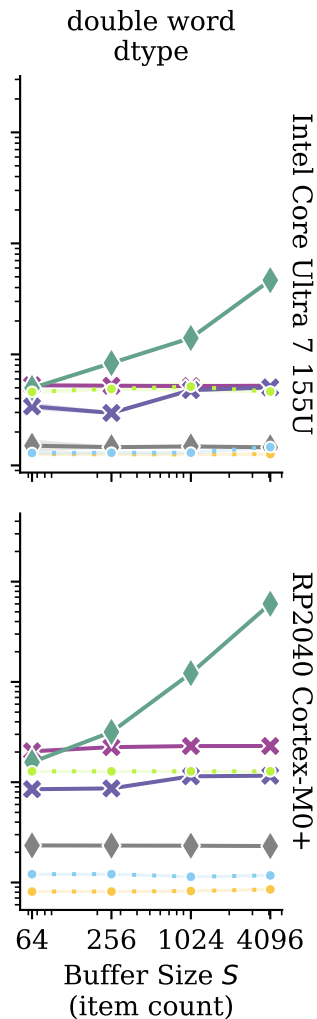 double word
dtype
Intel Core Ultra 7 155U
RP2040 Cortex-M0+
64 256 1024 4096
Buffer Size S
(item count)